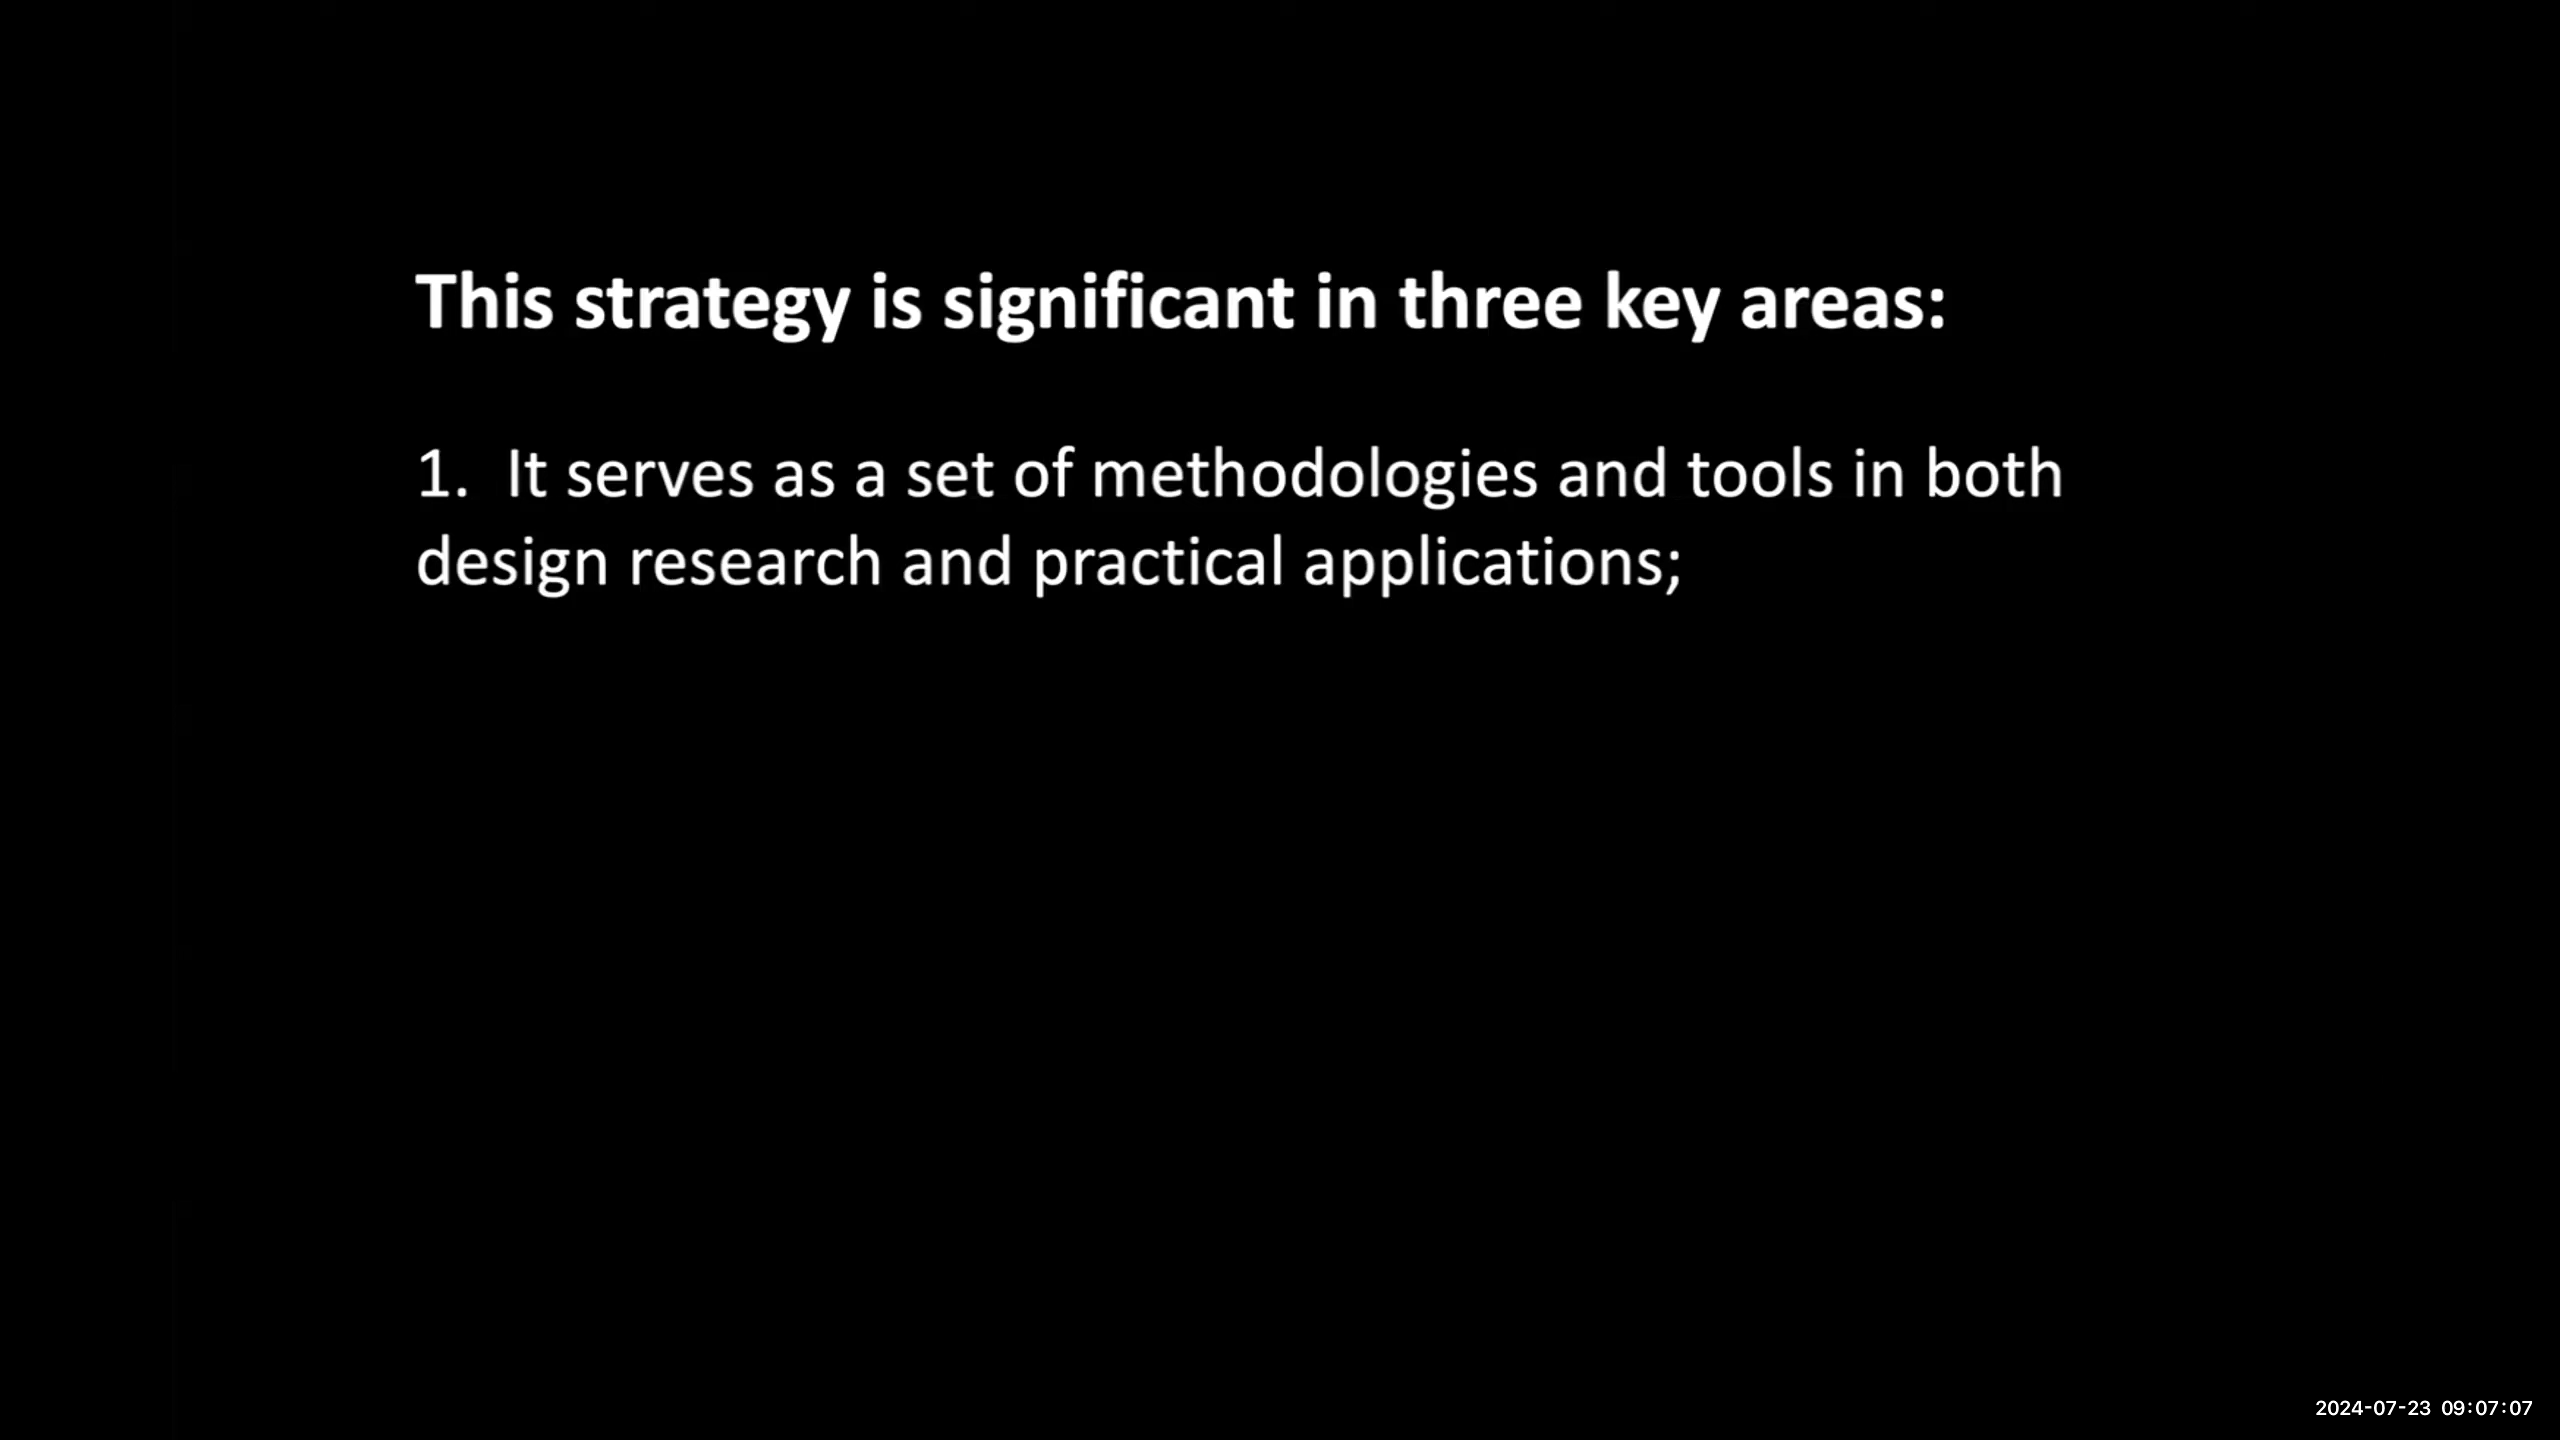 This strategy is significant in three key areas:
1. It serves as a set of methodologies and tools in both
design research and practical applications;
2024-07-23 09:07:07